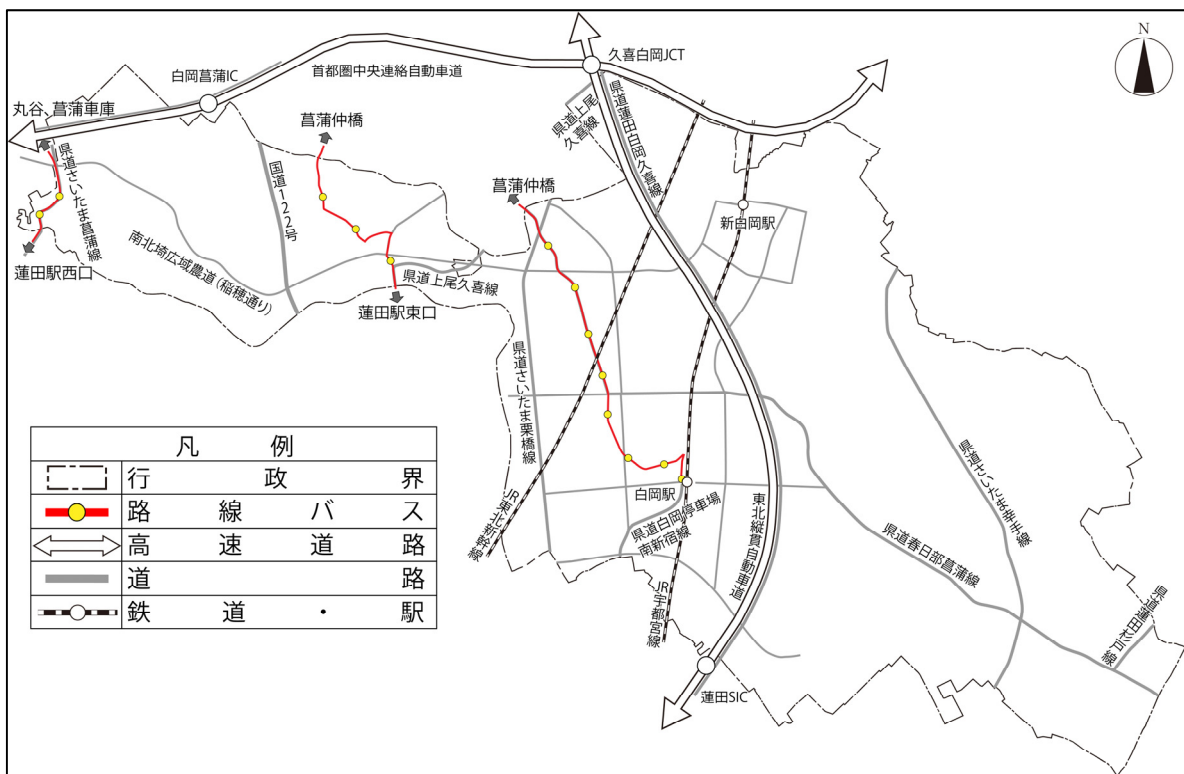 N
久喜白岡JCT
白岡菖蒲IC
首都圏中央連絡自動車道
丸谷 菖蒲車庫
菖蒲仲橋
県道上尾
久喜線
県道蓮田白岡久喜線
県道さいたま菖蒲線
国道122号
菖蒲仲橋
新白岡駅
蓮田駅西口
南北埼広域農道(稲穂通り)
県道上尾久喜線
蓮田駅東口
県道さいたま栗橋線
県道さいたま幸手線
凡例
行政界
路線バス
高速道路
道路
鉄道・駅
白岡駅
県道白岡停車場
南新宿線
JR東北新幹線
東北縦貫自動車道
県道春日部菖蒲線
JR宇都宮線
県道蓮田杉戸線
蓮田SIC